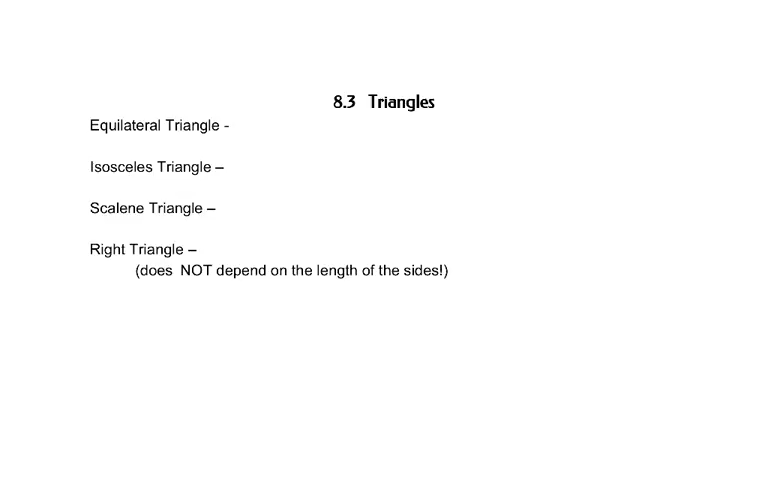 8.3 Triangles
Equilateral Triangle -
Isosceles Triangle –
Scalene Triangle –
Right Triangle –
(does NOT depend on the length of the sides!)